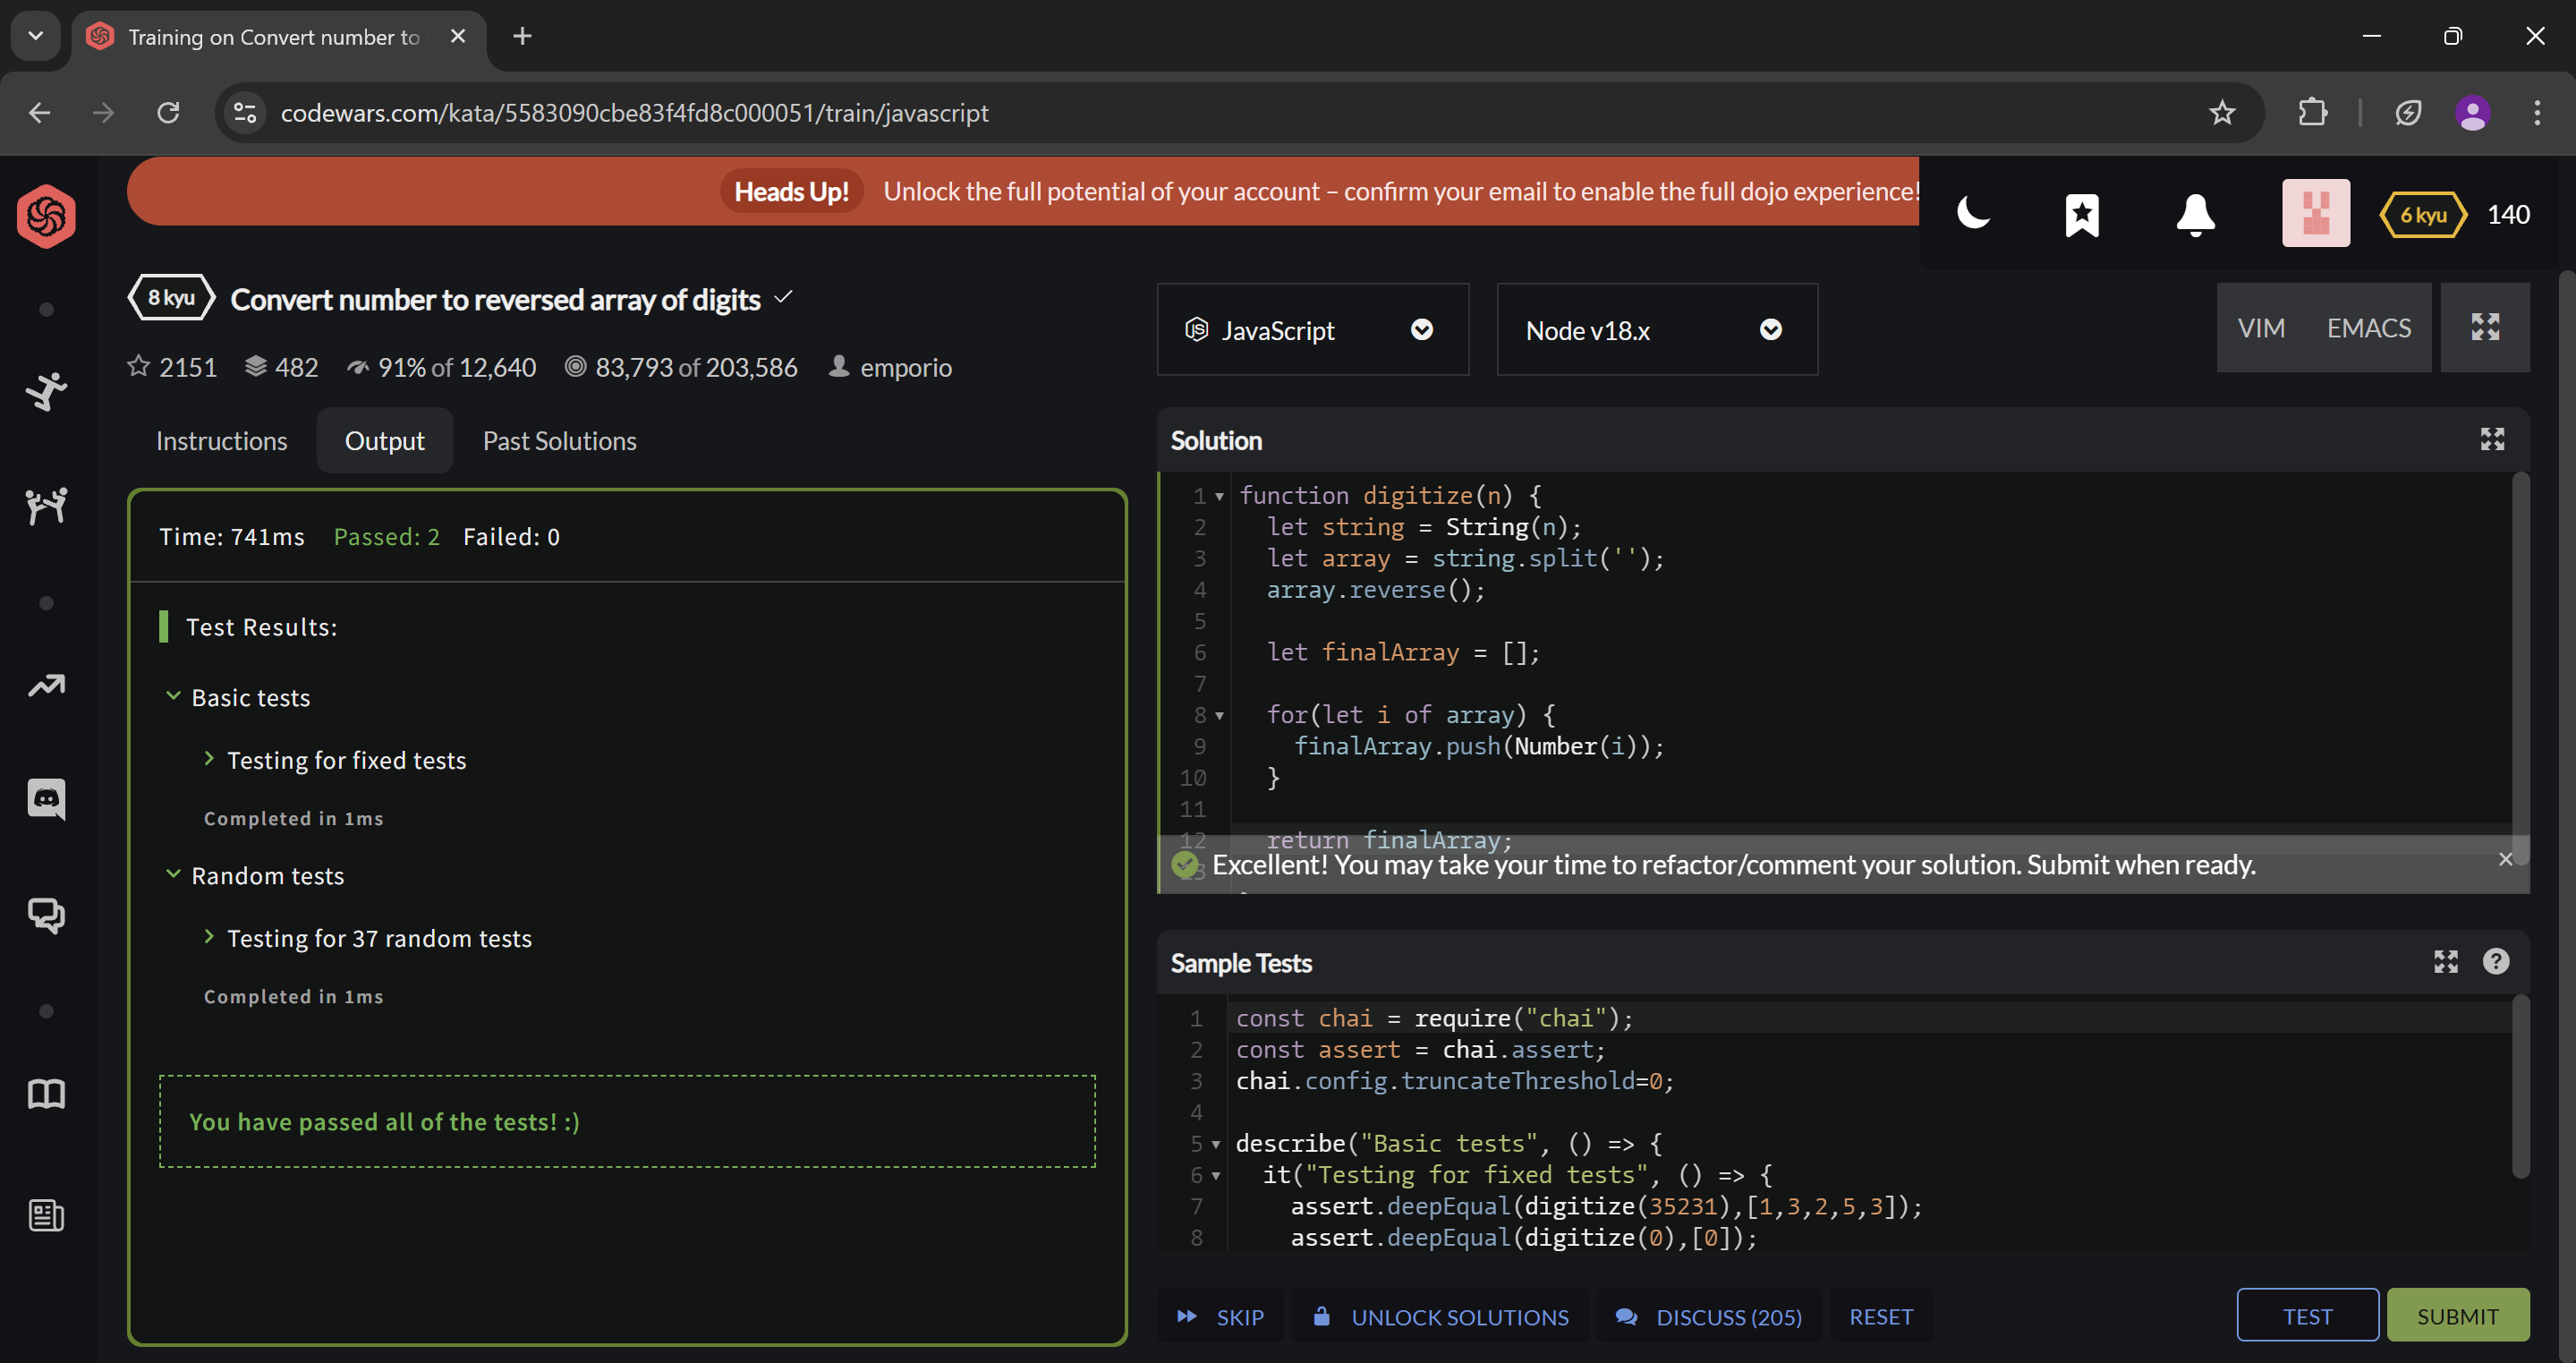 Training on Convert number to
codewars.com/kata/5583090cbe83f4fd8c000051/train/javascript
Heads Up! Unlock the full potential of your account – confirm your email to enable the full dojo experience!
6 kyu 140
8 kyu Convert number to reversed array of digits
2151 482 91% of 12,640 83,793 of 203,586 emporio
JavaScript
Node v18.x
VIM EMACS
Instructions Output Past Solutions
Time: 741ms Passed: 2 Failed: 0
Test Results:
Basic tests
Testing for fixed tests
Completed in 1ms
Random tests
Testing for 37 random tests
Completed in 1ms
You have passed all of the tests! :)
Solution
1 function digitize(n) {
2 let string = String(n);
3 let array = string.split('');
4 array.reverse();
5
6 let finalArray = [];
7
8 for(let i of array) {
9 finalArray.push(Number(i));
10 }
11
12 return finalArray;
13
Excellent! You may take your time to refactor/comment your solution. Submit when ready.
Sample Tests
1 const chai = require("chai");
2 const assert = chai.assert;
3 chai.config.truncateThreshold=0;
4
5 describe("Basic tests", () => {
6 it("Testing for fixed tests", () => {
7 assert.deepEqual(digitize(35231),[1,3,2,5,3]);
8 assert.deepEqual(digitize(0),[0]);
SKIP UNLOCK SOLUTIONS DISCUSS (205) RESET TEST SUBMIT